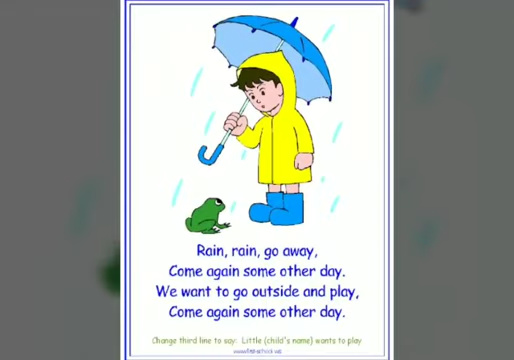 Rain, rain, go away,
Come again some other day.
We want to go outside and play,
Come again some other day.
Change third line to say: Little (child's name) wants to play